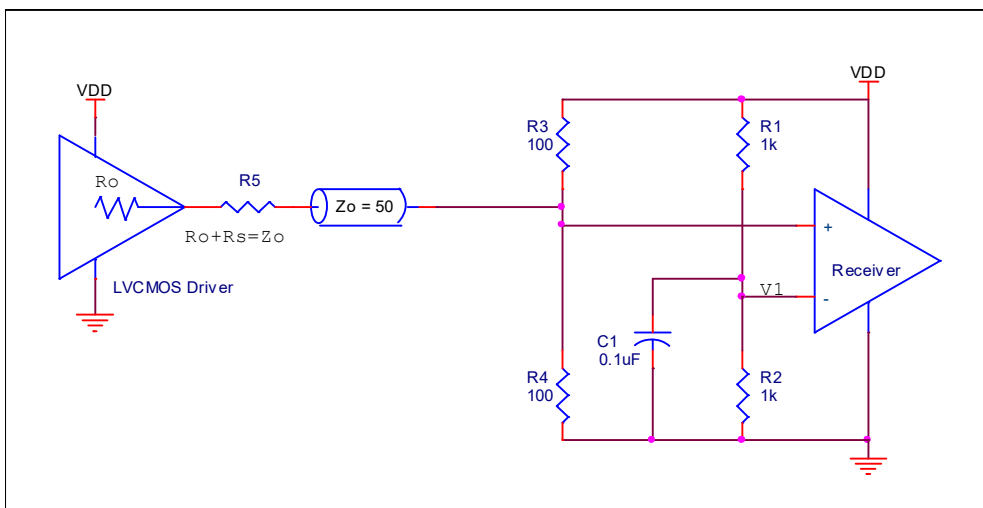 VDD
Ro
R5
Zo = 50
Ro+Rs=Zo
LVCMOS Driver
VDD
R3
100
R1
1k
+
Receiver
V1
-
C1
0.1uF
R4
100
R2
1k